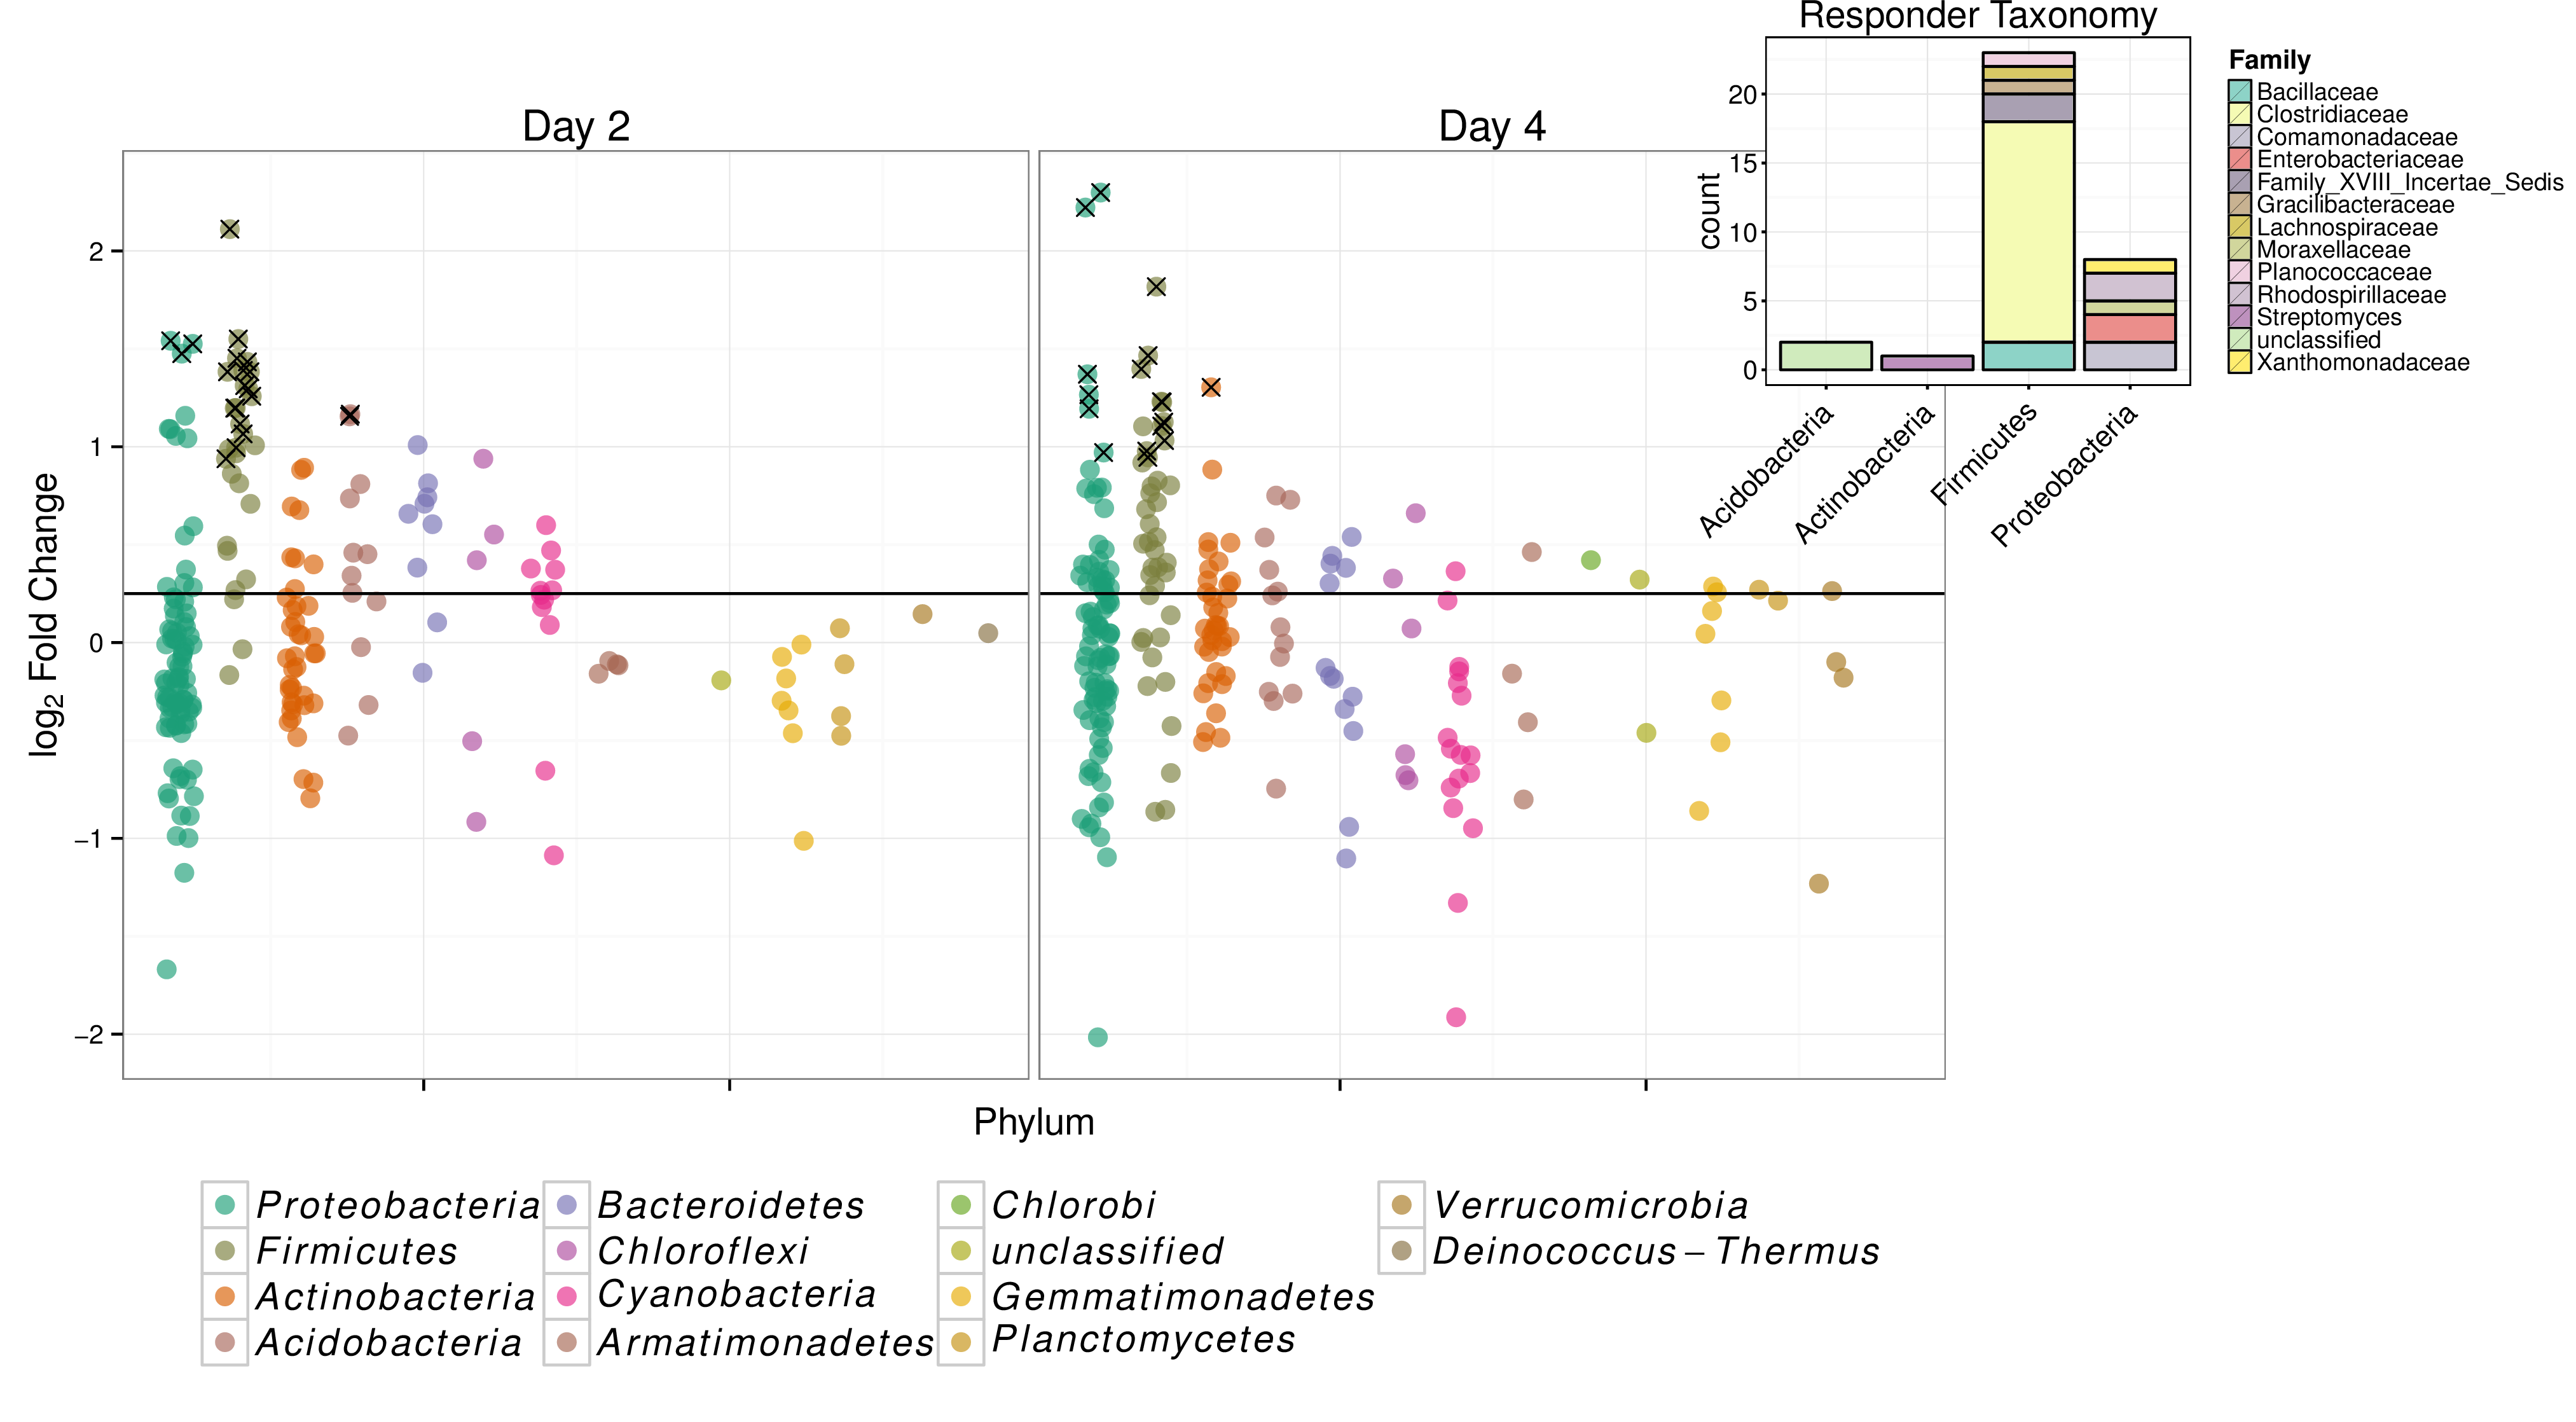 Responder Taxonomy
Family
Bacillaceae
Clostridiaceae
Comamonadaceae
Enterobacteriaceae
Family_XVIII_Incertae_Sedis
Gracilibacteraceae
Lachnospiraceae
Moraxellaceae
Planococcaceae
Rhodospirillaceae
Streptomyces
unclassified
Xanthomonadaceae
count
20
15
10
5
0
Acidobacteria
Actinobacteria
Firmicutes
Proteobacteria
Day 2
Day 4
log2 Fold Change
2
1
0
−1
−2
Phylum
Proteobacteria
Firmicutes
Actinobacteria
Acidobacteria
Bacteroidetes
Chloroflexi
Cyanobacteria
Armatimonadetes
Chlorobi
unclassified
Gemmatimonadetes
Planctomycetes
Verrucomicrobia
Deinococcus−Thermus